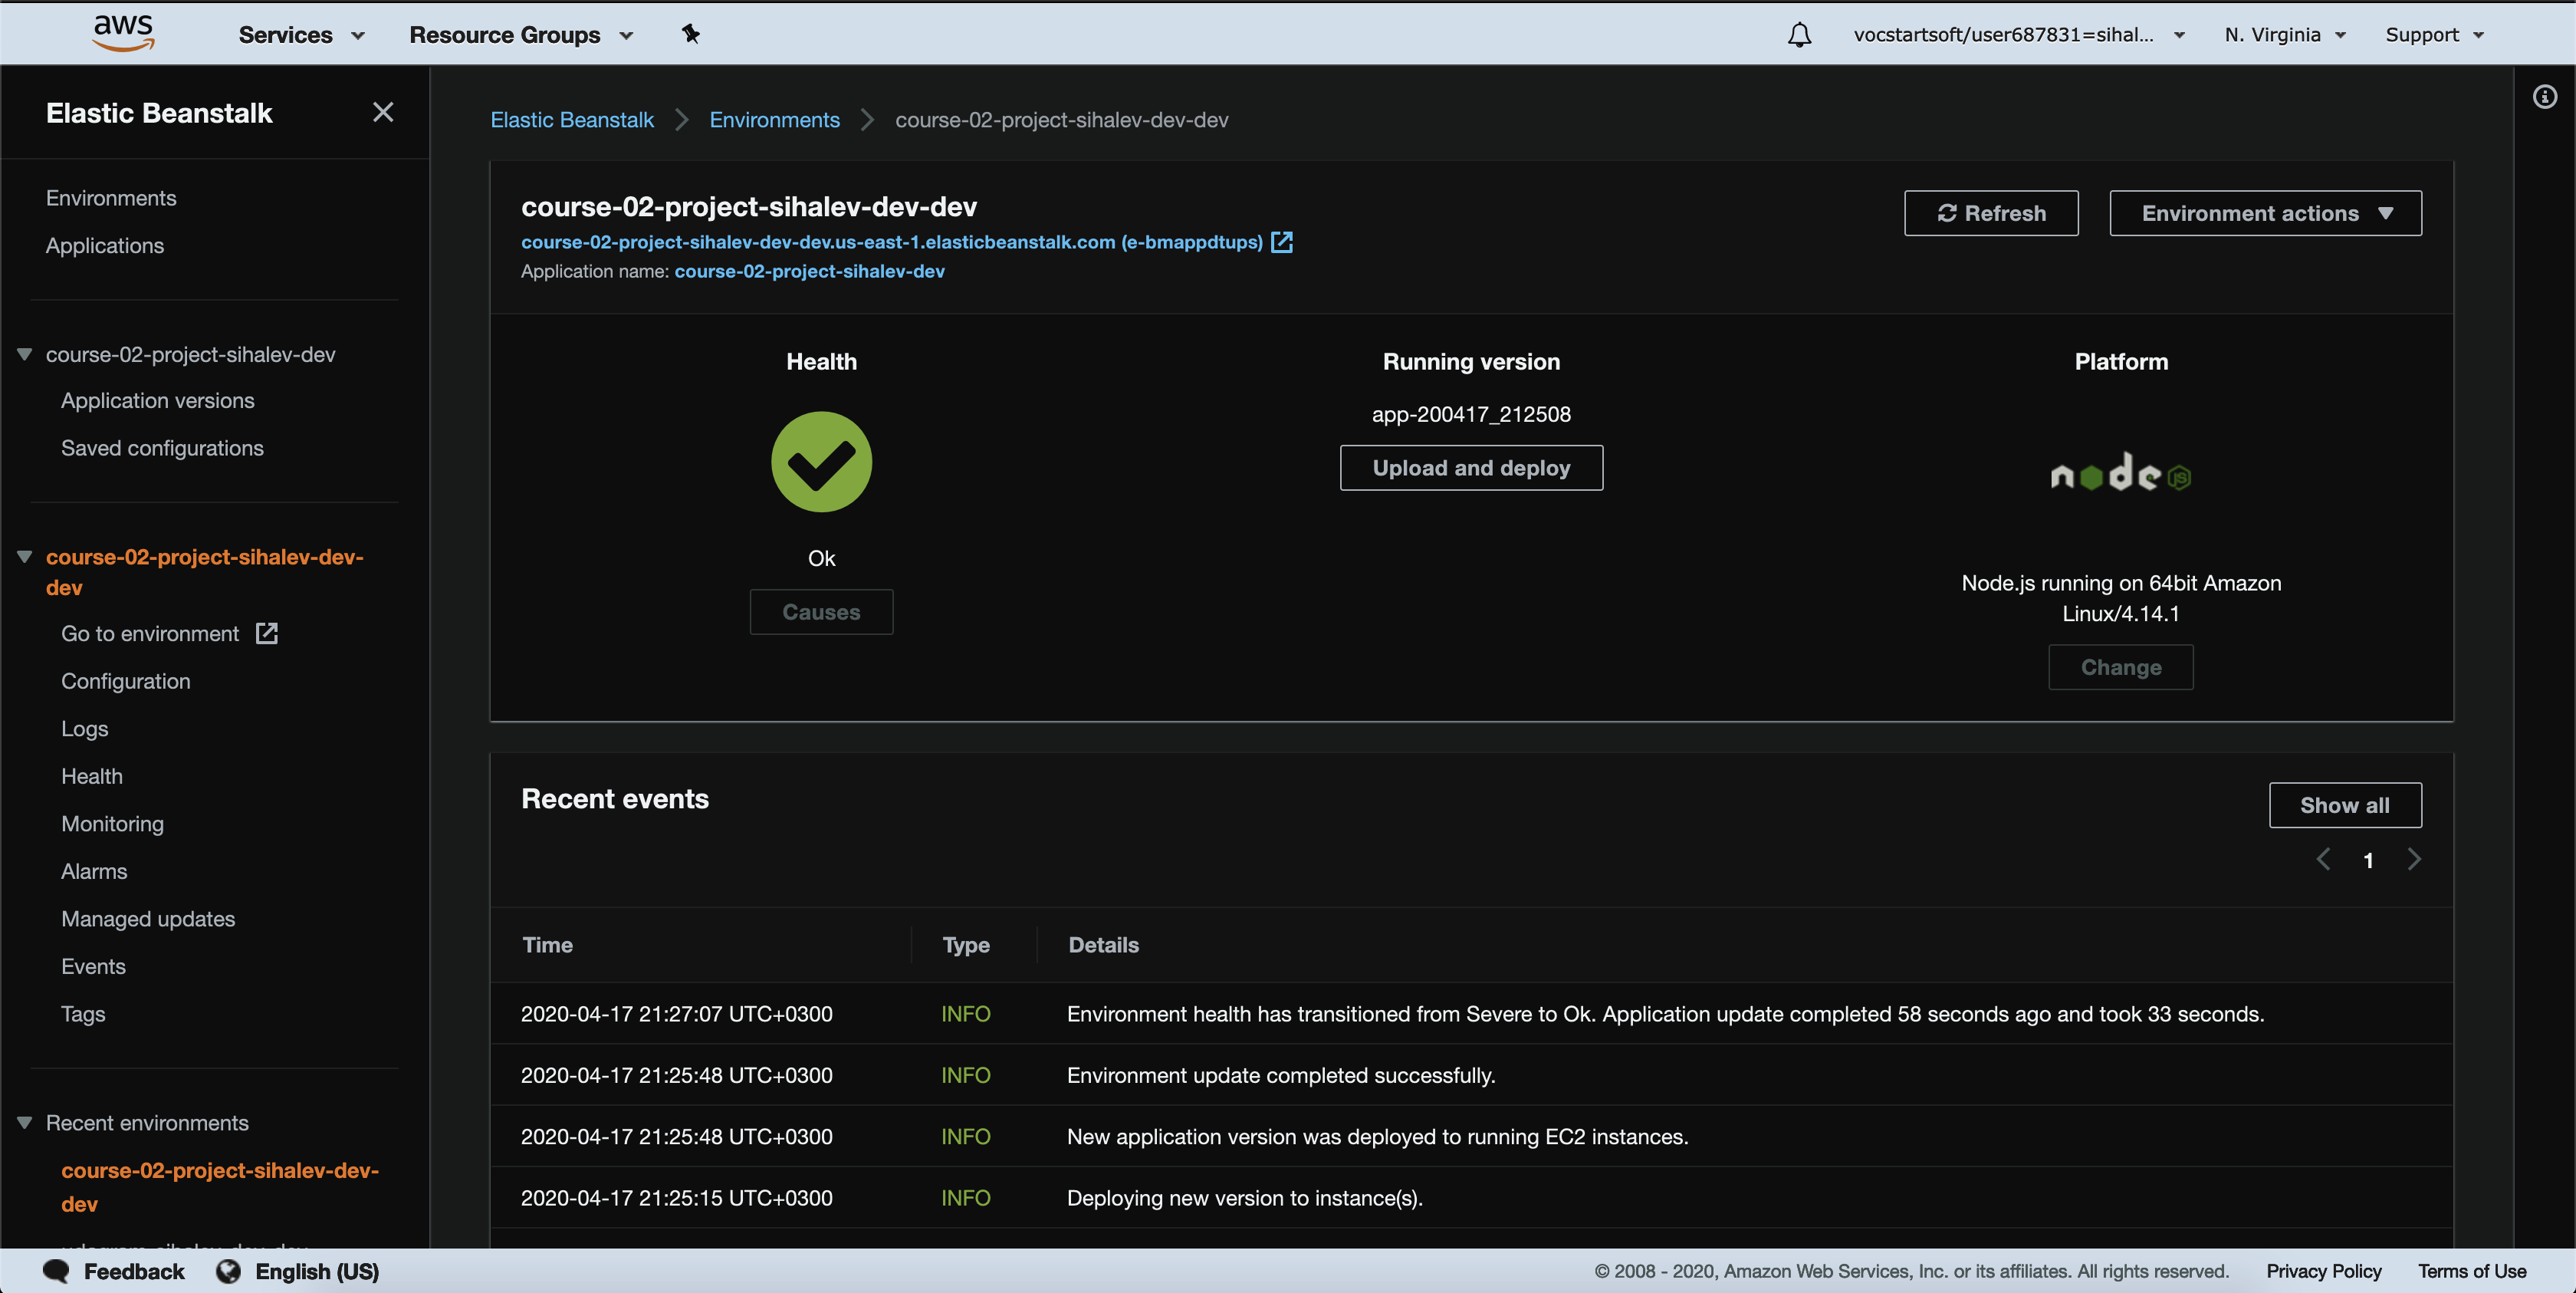 aws
Services
Resource Groups
vocstartsoft/user687831=sihal...
N. Virginia
Support
Elastic Beanstalk
Environments
Applications
course-02-project-sihalev-dev
Application versions
Saved configurations
course-02-project-sihalev-dev-
dev
Go to environment
Configuration
Logs
Health
Monitoring
Alarms
Managed updates
Events
Tags
Recent environments
course-02-project-sihalev-dev-
dev
Elastic Beanstalk
Environments
course-02-project-sihalev-dev-dev
course-02-project-sihalev-dev-dev
course-02-project-sihalev-dev-dev.us-east-1.elasticbeanstalk.com (e-bmappdtups)
Application name: course-02-project-sihalev-dev
Refresh
Environment actions
Health
Ok
Causes
Running version
app-200417_212508
Upload and deploy
Platform
node JS
Node.js running on 64bit Amazon
Linux/4.14.1
Change
Recent events
Show all
1
Time Type Details
2020-04-17 21:27:07 UTC+0300 INFO Environment health has transitioned from Severe to Ok. Application update completed 58 seconds ago and took 33 seconds.
2020-04-17 21:25:48 UTC+0300 INFO Environment update completed successfully.
2020-04-17 21:25:48 UTC+0300 INFO New application version was deployed to running EC2 instances.
2020-04-17 21:25:15 UTC+0300 INFO Deploying new version to instance(s).
Feedback
English (US)
© 2008 - 2020, Amazon Web Services, Inc. or its affiliates. All rights reserved.
Privacy Policy
Terms of Use